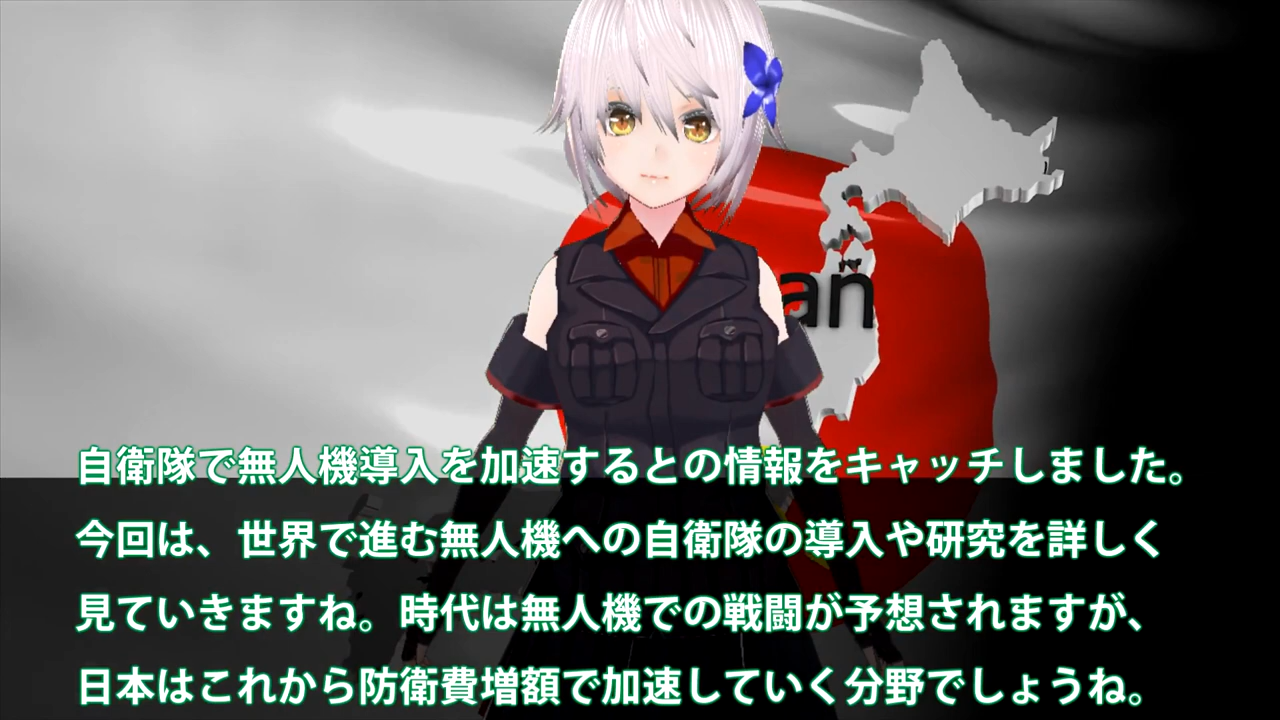 an
自衛隊で無人機導入を加速するとの情報をキャッチしました。
今回は、世界で進む無人機への自衛隊の導入や研究を詳しく
見ていきますね。時代は無人機での戦闘が予想されますが、
日本はこれから防衛費増額で加速していく分野でしょうね。